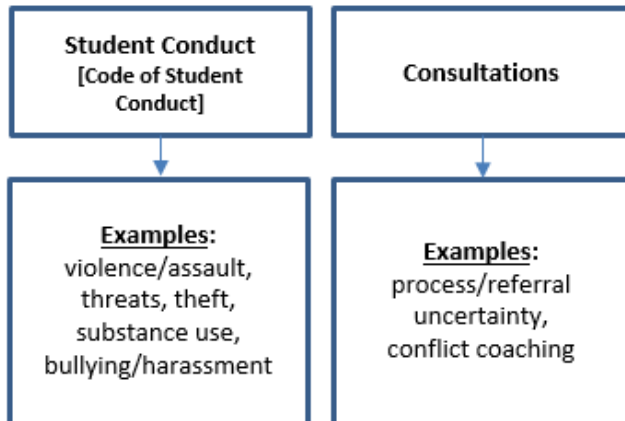 Student Conduct
[Code of Student
Conduct]
Consultations
Examples:
violence/assault,
threats, theft,
substance use,
bullying/harassment
Examples:
process/referral
uncertainty,
conflict coaching